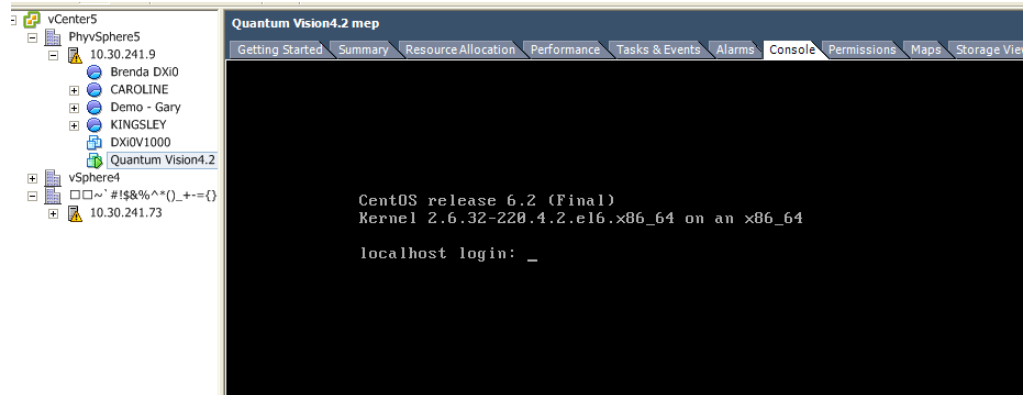 vCenter5
PhyvSphere5
10.30.241.9
Brenda DXi0
CAROLINE
Demo - Gary
KINGSLEY
DXi0V1000
Quantum Vision4.2
vSphere4
□□~`#!$&%^*()_+-={}
10.30.241.73
Quantum Vision4.2 mep
Getting Started Summary Resource Allocation Performance Tasks & Events Alarms Console Permissions Maps Storage View
CentOS release 6.2 (Final)
Kernel 2.6.32-220.4.2.el6.x86_64 on an x86_64
localhost login: _